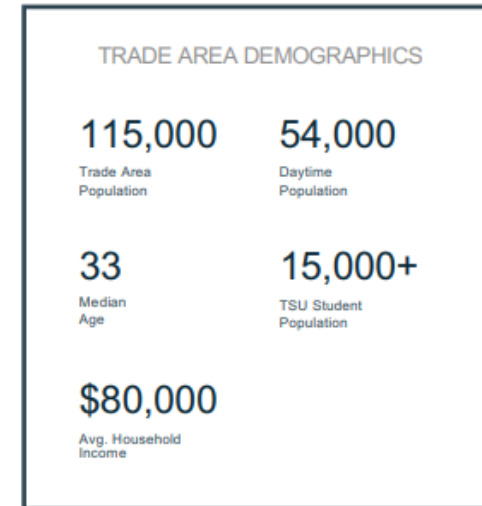 TRADE AREA DEMOGRAPHICS
115,000
Trade Area
Population
54,000
Daytime
Population
33
Median
Age
15,000+
TSU Student
Population
$80,000
Avg. Household
Income